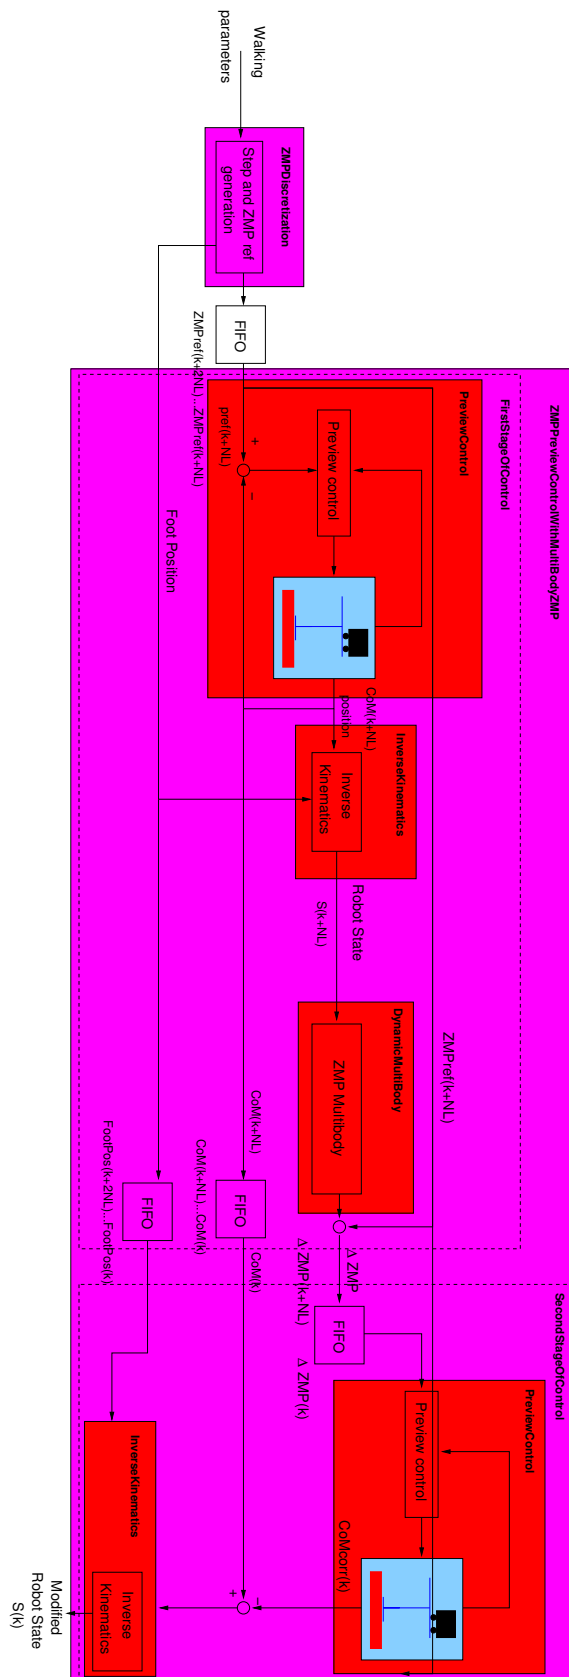 Walking
parameters
ZMPDiscretization
Step and ZMP ref
generation
FIFO
ZMPref(k+2NL)...ZMPref(k+NL)
ZMPPreviewControlWithMultiBodyZMP
FirstStageOfControl
PreviewControl
Preview control
+
pref(k+NL)
−
Foot Position
CoM(k+NL)
position
InverseKinematics
Inverse
Kinematics
Robot State
S(k+NL)
DynamicMultiBody
ZMP Multibody
ZMPref(k+NL)
Δ ZMP
Δ ZMP(k+NL)
FIFO
Δ ZMP(k)
CoM(k+NL)
CoM(k+NL)...CoM(k)
FIFO
CoM(k)
FootPos(k+2NL)...FootPos(k)
FIFO
SecondStageOfControl
PreviewControl
Preview control
CoMcorr(k)
−
+
InverseKinematics
Inverse
Kinematics
Modified
Robot State
S(k)